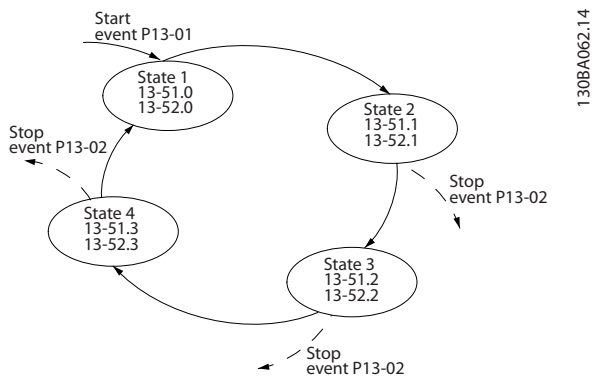 Start
event P13-01
130BA062.14
State 1
13-51.0
13-52.0
State 2
13-51.1
13-52.1
Stop
event P13-02
Stop
event P13-02
State 4
13-51.3
13-52.3
State 3
13-51.2
13-52.2
Stop
event P13-02